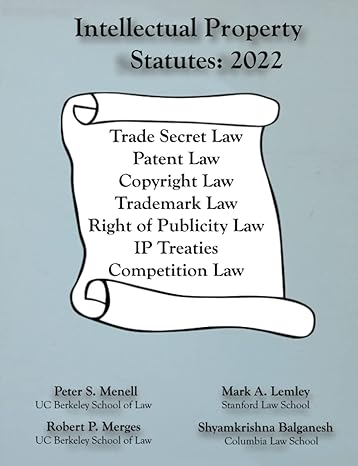 Intellectual Property
Statutes: 2022
Trade Secret Law
Patent Law
Copyright Law
Trademark Law
Right of Publicity Law
IP Treaties
Competition Law
Peter S. Menell
UC Berkeley School of Law
Mark A. Lemley
Stanford Law School
Robert P. Merges
UC Berkeley School of Law
Shyamkrishna Balganesh
Columbia Law School